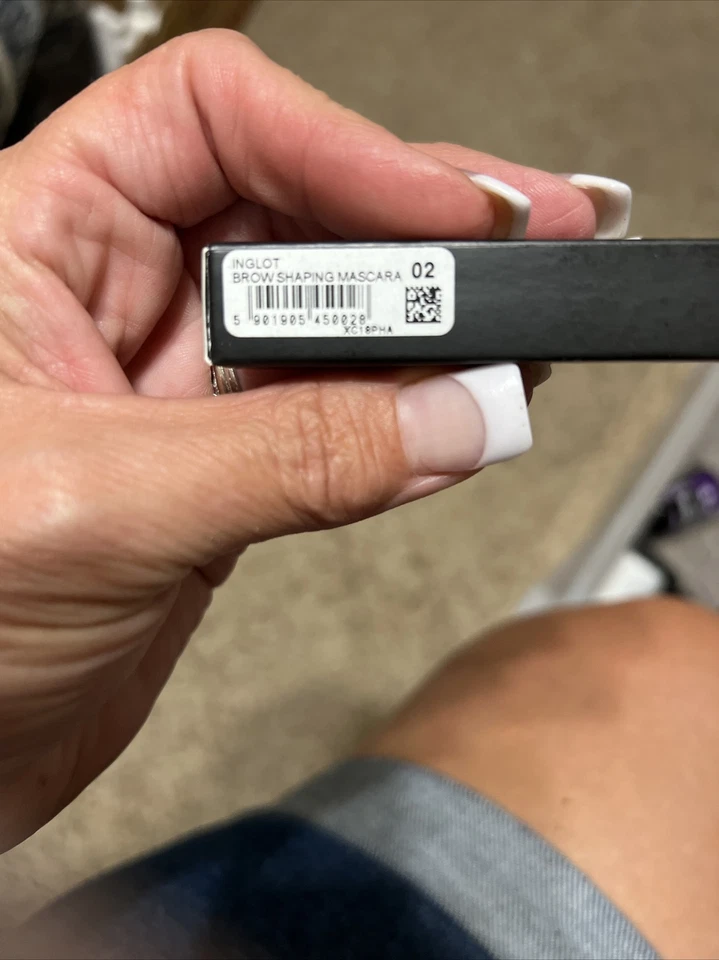 INGLOT
BROW SHAPING MASCARA 02
5 901905 450028
XC18PHA